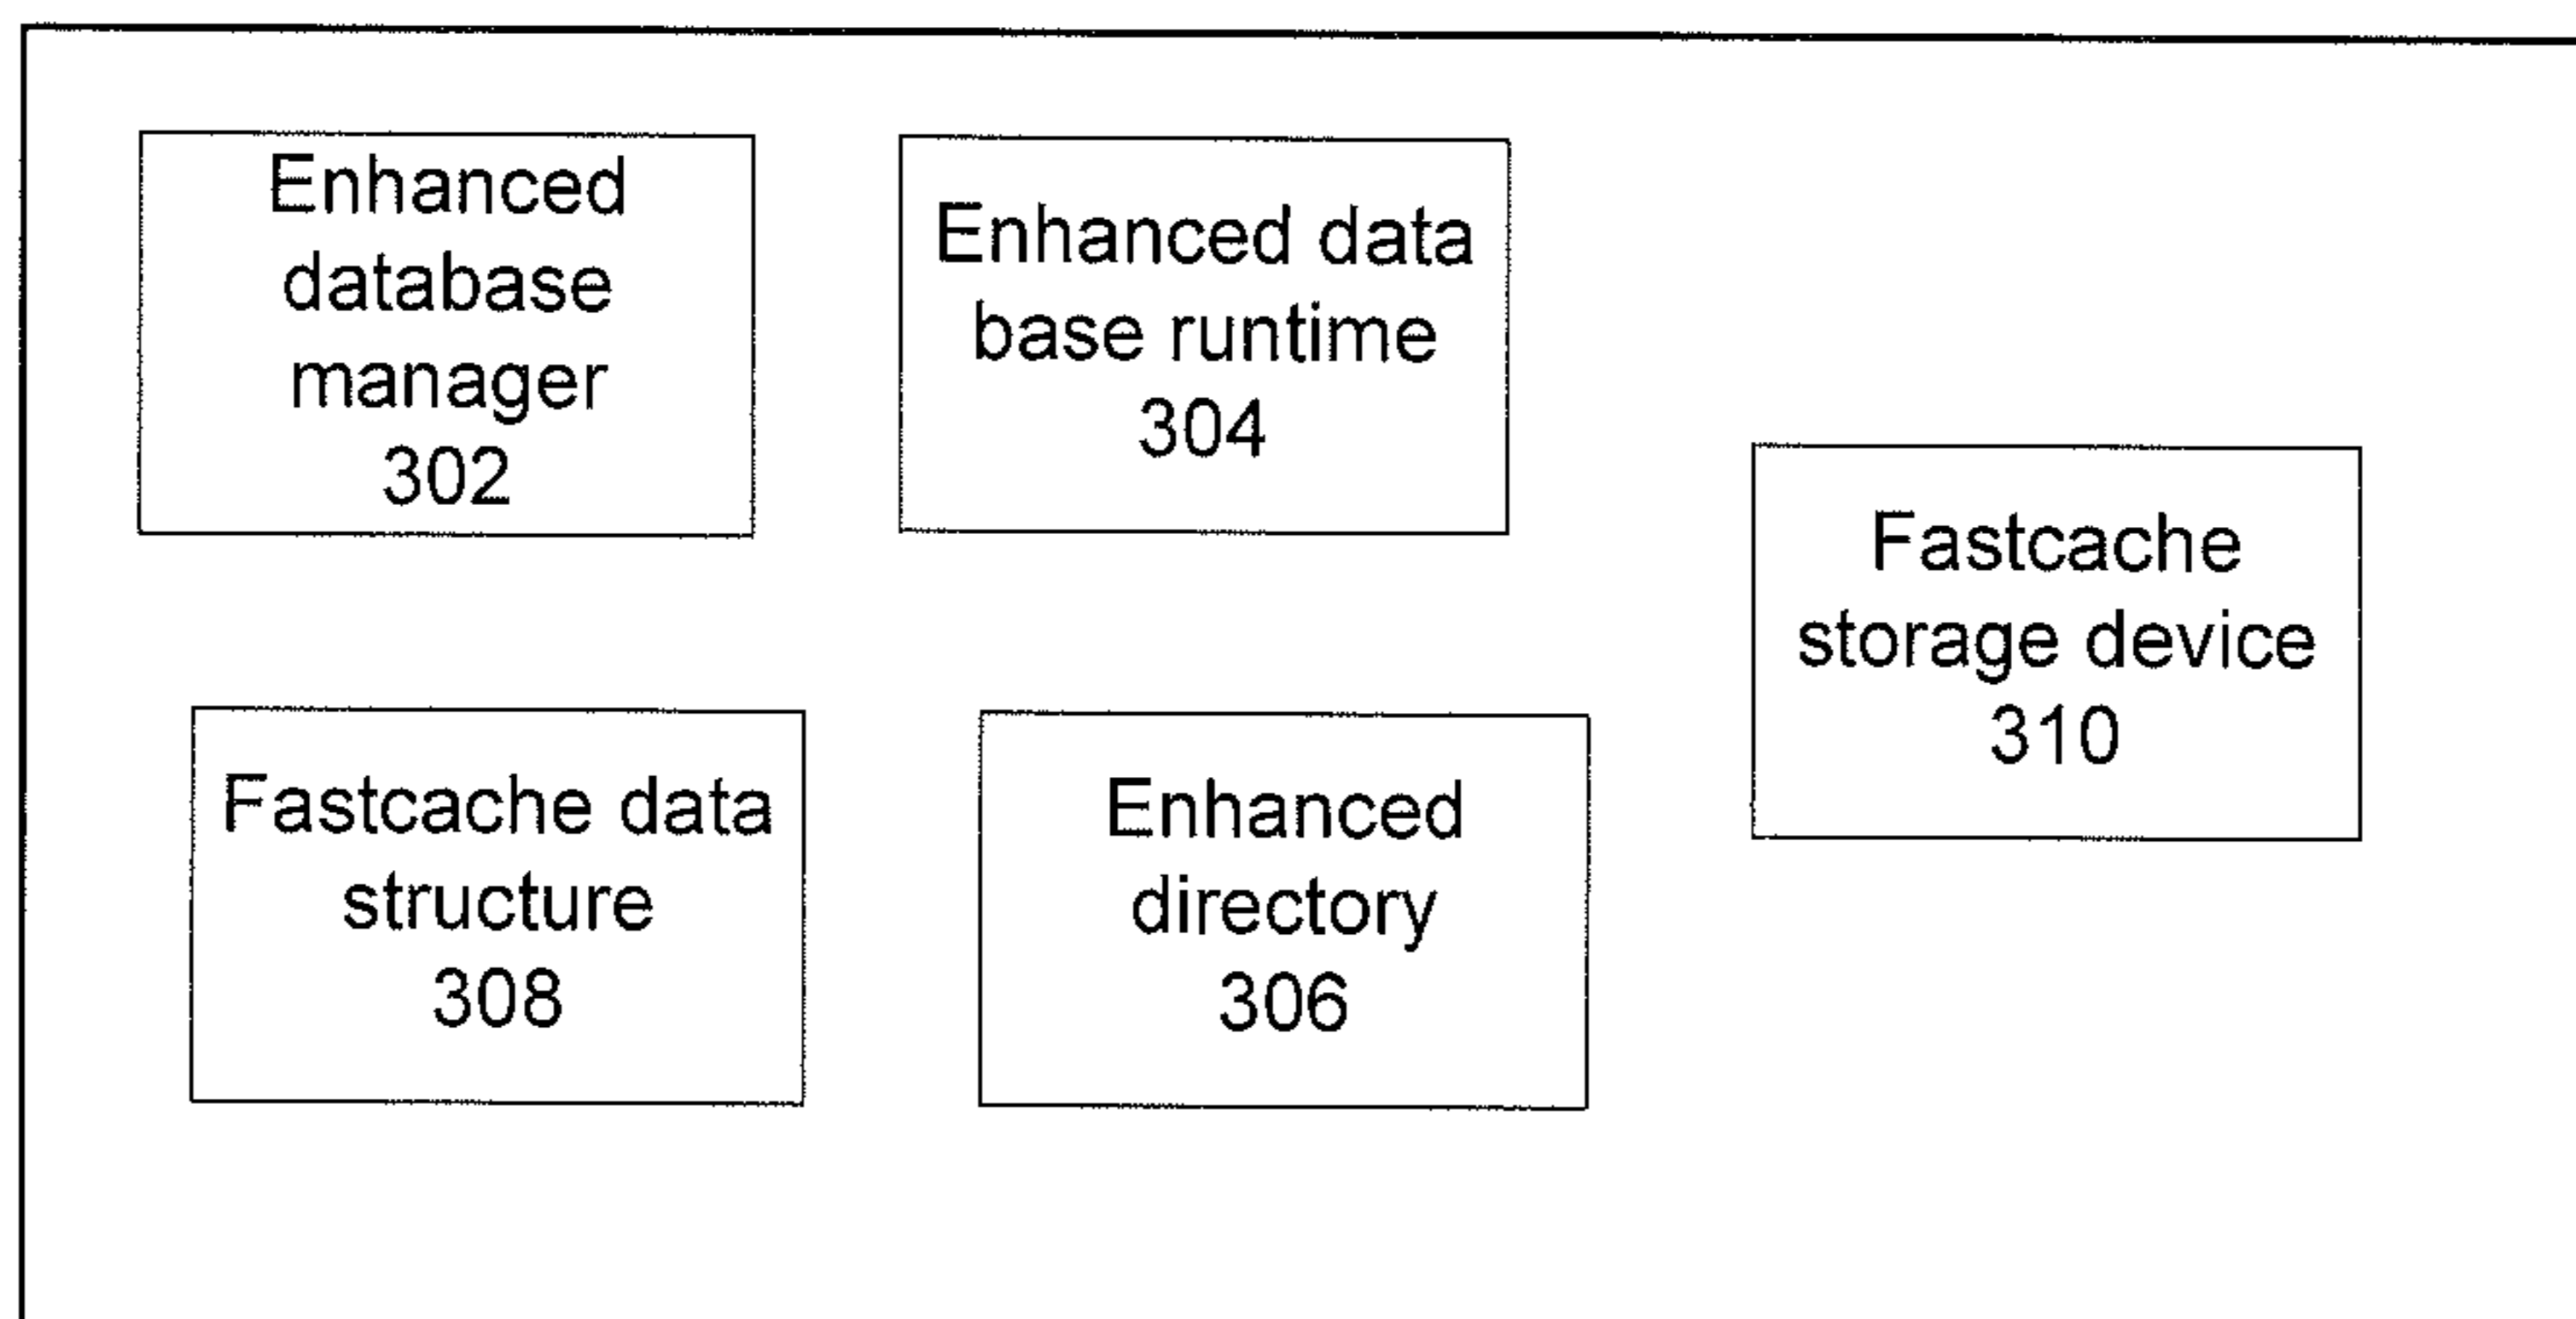 Enhanced
database
manager
302
Enhanced data
base runtime
304
Fastcache
storage device
310
Fastcache data
structure
308
Enhanced
directory
306